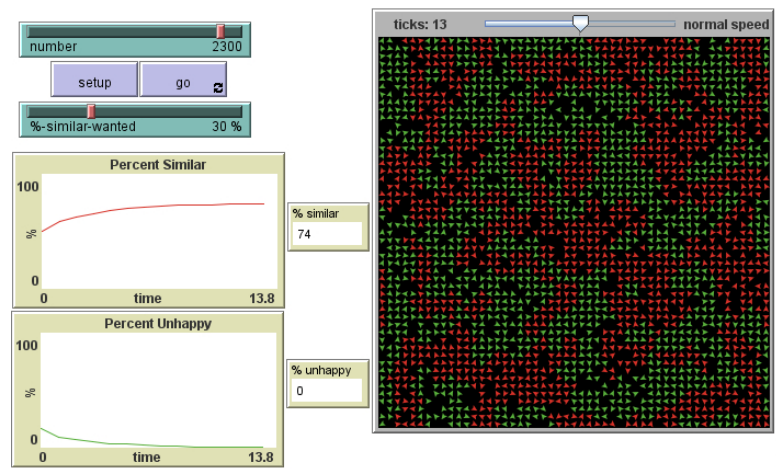 number 2300
setup
go
%-similar-wanted 30 %
Percent Similar
100
%
0
0 time 13.8
% similar
74
Percent Unhappy
100
%
0
0 time 13.8
% unhappy
0
ticks: 13 normal speed